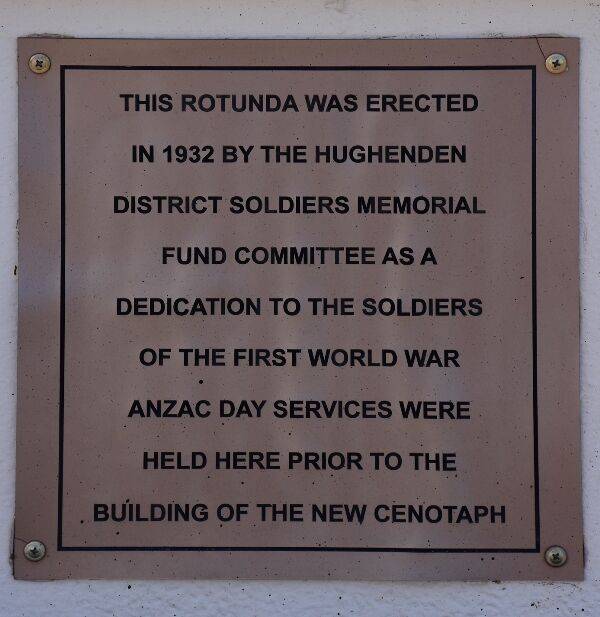 THIS ROTUNDA WAS ERECTED
IN 1932 BY THE HUGHENDEN
DISTRICT SOLDIERS MEMORIAL
FUND COMMITTEE AS A
DEDICATION TO THE SOLDIERS
OF THE FIRST WORLD WAR
ANZAC DAY SERVICES WERE
HELD HERE PRIOR TO THE
BUILDING OF THE NEW CENOTAPH